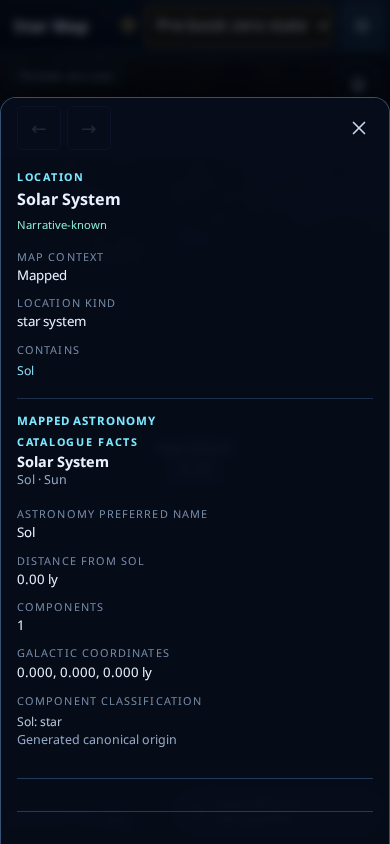 Star Map
← →
LOCATION
Solar System
Narrative-known
MAP CONTEXT
Mapped
LOCATION KIND
star system
CONTAINS
Sol
MAPPED ASTRONOMY
CATALOGUE FACTS
Solar System
Sol · Sun
ASTRONOMY PREFERRED NAME
Sol
DISTANCE FROM SOL
0.00 ly
COMPONENTS
1
GALACTIC COORDINATES
0.000, 0.000, 0.000 ly
COMPONENT CLASSIFICATION
Sol: star
Generated canonical origin